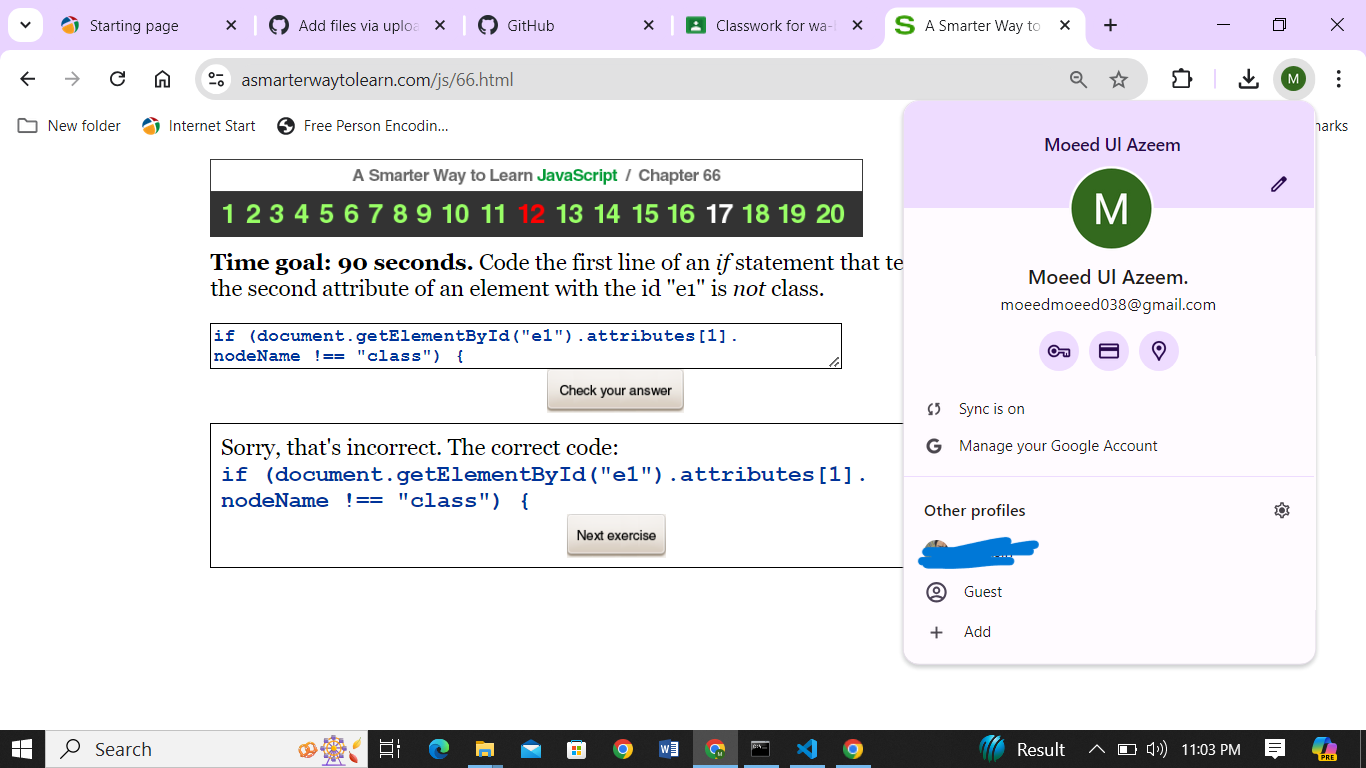 Starting page
Add files via uploa
GitHub
Classwork for wa-
A Smarter Way to
asmarterwaytolearn.com/js/66.html
M
New folder
Internet Start
Free Person Encodin...
arks
A Smarter Way to Learn JavaScript / Chapter 66
1 2 3 4 5 6 7 8 9 10 11 12 13 14 15 16 17 18 19 20
Time goal: 90 seconds. Code the first line of an if statement that te
the second attribute of an element with the id "e1" is not class.
if (document.getElementById("e1").attributes[1].
nodeName !== "class") {
Check your answer
Sorry, that's incorrect. The correct code:
if (document.getElementById("e1").attributes[1].
nodeName !== "class") {
Next exercise
Moeed Ul Azeem
M
Moeed Ul Azeem.
moeedmoeed038@gmail.com
Sync is on
Manage your Google Account
Other profiles
Guest
Add
Search
Result
11:03 PM
PRE